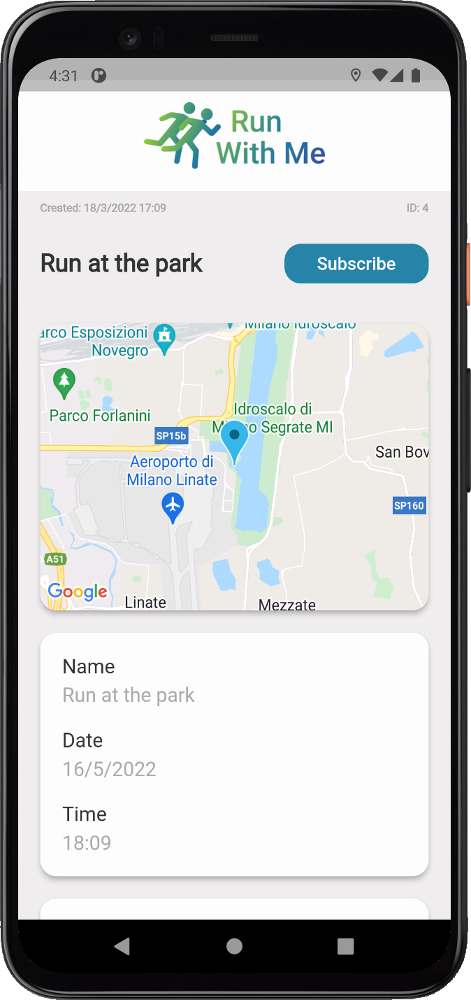 4:31
Run
With Me
Created: 18/3/2022 17:09
ID: 4
Run at the park
Subscribe
arco Esposizioni
Novegro
Milano Idroscalo
Parco Forlanini
Idroscalo di
M no Segrate MI
SP15b
San Bov
Aeroporto di
Milano Linate
SP160
A51
Google
Linate
Mezzate
Name
Run at the park
Date
16/5/2022
Time
18:09